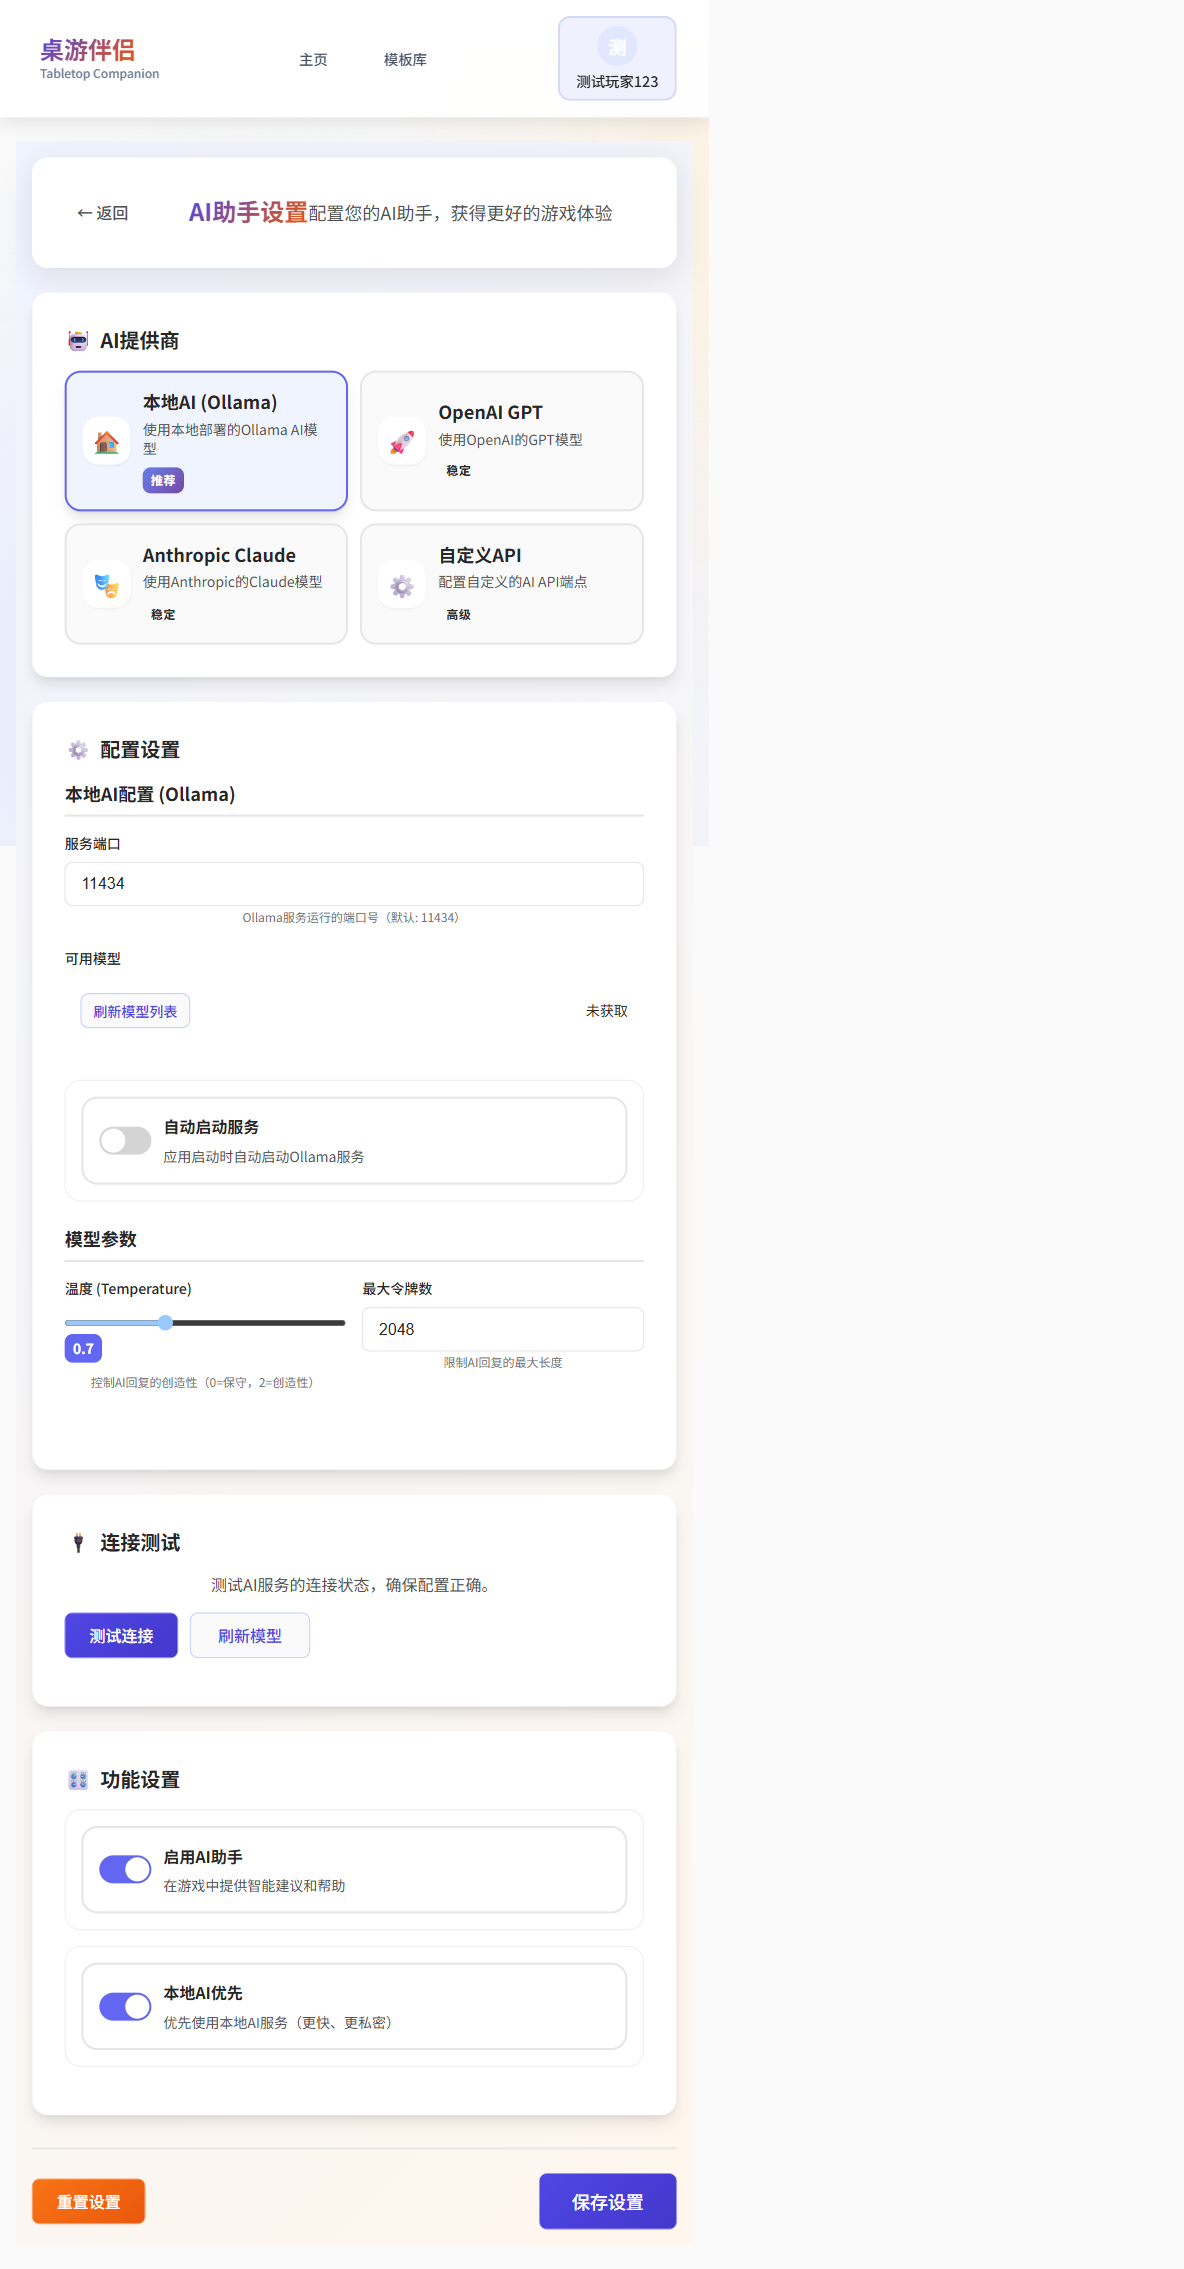 桌游伴侣
Tabletop Companion
主页
模板库
测
测试玩家123
← 返回
AI助手设置配置您的AI助手，获得更好的游戏体验
AI提供商
本地AI (Ollama)
使用本地部署的Ollama AI模
型
推荐
OpenAI GPT
使用OpenAI的GPT模型
稳定
Anthropic Claude
使用Anthropic的Claude模型
稳定
自定义API
配置自定义的AI API端点
高级
配置设置
本地AI配置 (Ollama)
服务端口
11434
Ollama服务运行的端口号（默认: 11434）
可用模型
刷新模型列表
未获取
自动启动服务
应用启动时自动启动Ollama服务
模型参数
温度 (Temperature)
0.7
控制AI回复的创造性（0=保守，2=创造性）
最大令牌数
2048
限制AI回复的最大长度
连接测试
测试AI服务的连接状态，确保配置正确。
测试连接
刷新模型
功能设置
启用AI助手
在游戏中提供智能建议和帮助
本地AI优先
优先使用本地AI服务（更快、更私密）
重置设置
保存设置